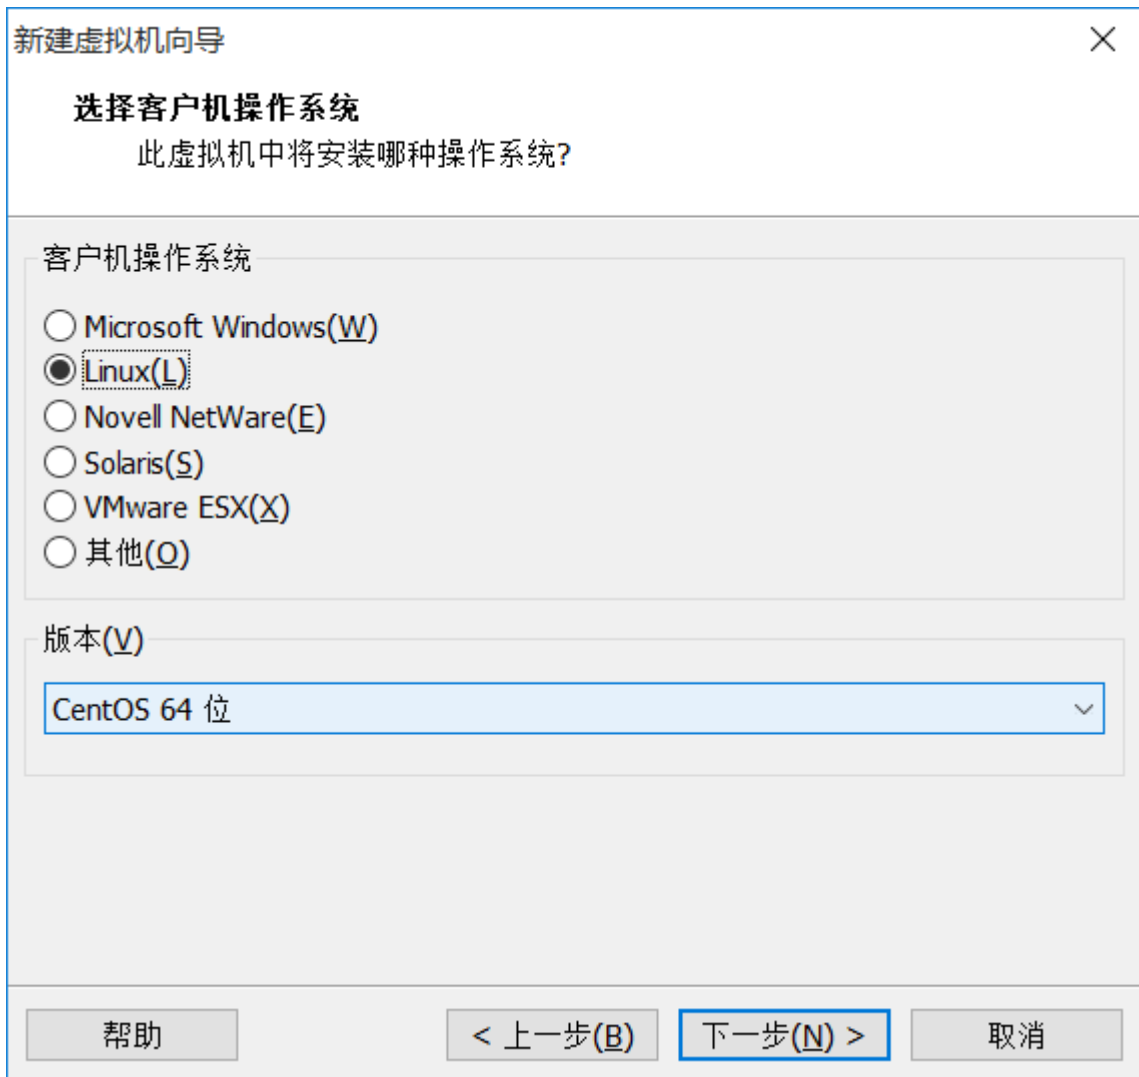 新建虚拟机向导
选择客户机操作系统
此虚拟机中将安装哪种操作系统?
客户机操作系统
Microsoft Windows(W)
Linux(L)
Novell NetWare(E)
Solaris(S)
VMware ESX(X)
其他(O)
版本(V)
CentOS 64 位
帮助
< 上一步(B)
下一步(N) >
取消